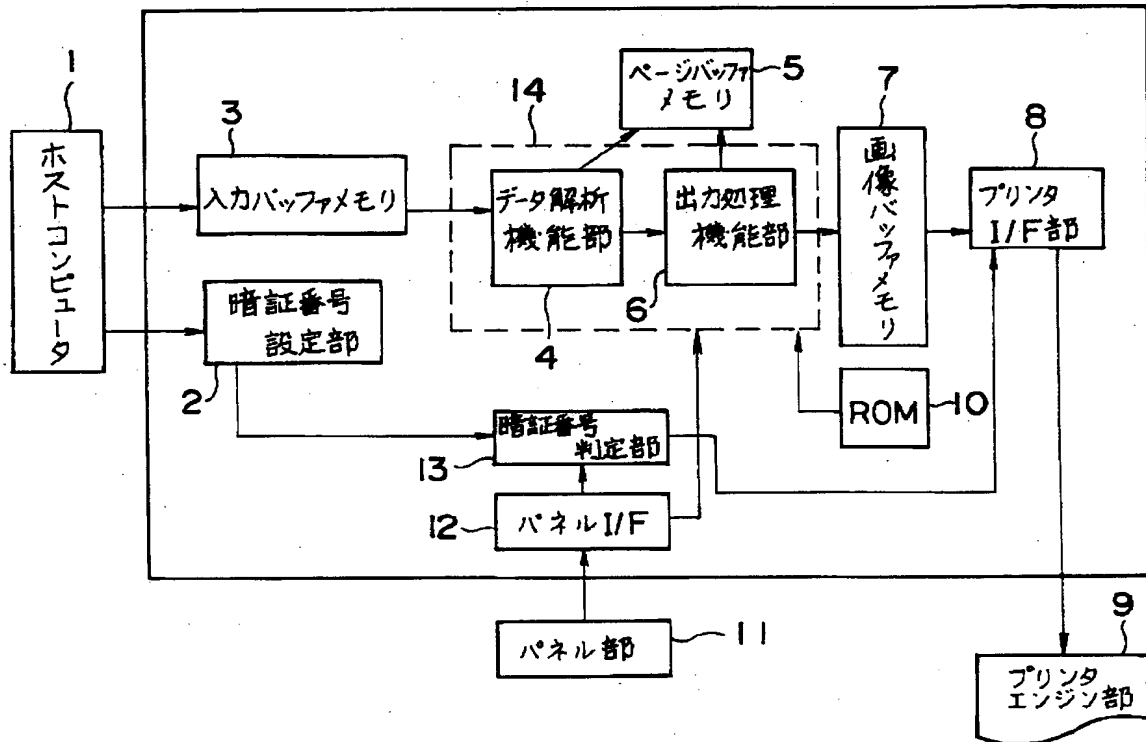 1
ホストコンピュータ
3
入力バッファメモリ
暗証番号
設定部
2
14
データ解析
機能部
4
ページバッファ
メモリ
5
出力処理
機能部
6
7
画像バッファメモリ
8
プリンタ
I/F部
ROM
10
暗証番号
判定部
13
パネルI/F
12
パネル部
11
9
プリンタ
エンジン部